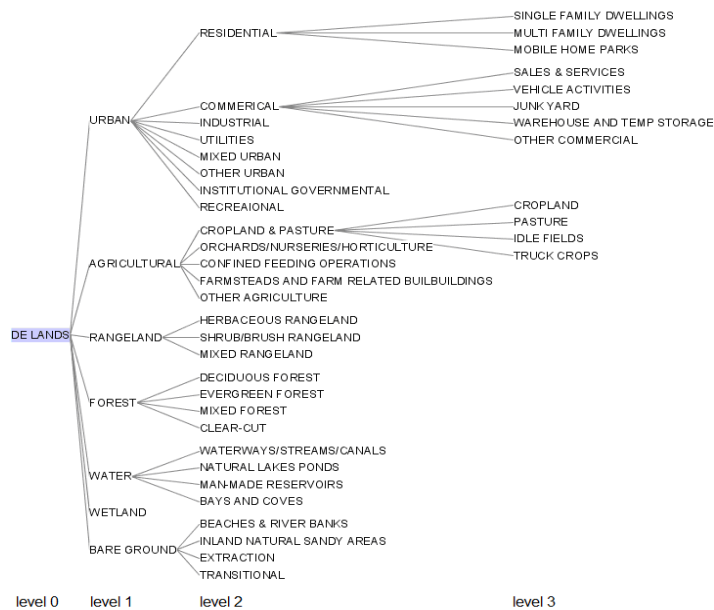 DE LANDS
URBAN
RESIDENTIAL
SINGLE FAMILY DWELLINGS
MULTI FAMILY DWELLINGS
MOBILE HOME PARKS
COMMERICAL
SALES & SERVICES
VEHICLE ACTIVITIES
JUNK YARD
WAREHOUSE AND TEMP STORAGE
OTHER COMMERCIAL
INDUSTRIAL
UTILITIES
MIXED URBAN
OTHER URBAN
INSTITUTIONAL GOVERNMENTAL
RECREAIONAL
AGRICULTURAL
CROPLAND & PASTURE
CROPLAND
PASTURE
IDLE FIELDS
TRUCK CROPS
ORCHARDS/NURSERIES/HORTICULTURE
CONFINED FEEDING OPERATIONS
FARMSTEADS AND FARM RELATED BUILBUILDINGS
OTHER AGRICULTURE
RANGELAND
HERBACEOUS RANGELAND
SHRUB/BRUSH RANGELAND
MIXED RANGELAND
FOREST
DECIDUOUS FOREST
EVERGREEN FOREST
MIXED FOREST
CLEAR-CUT
WATER
WATERWAYS/STREAMS/CANALS
NATURAL LAKES PONDS
MAN-MADE RESERVOIRS
BAYS AND COVES
WETLAND
BARE GROUND
BEACHES & RIVER BANKS
INLAND NATURAL SANDY AREAS
EXTRACTION
TRANSITIONAL
level 0 level 1 level 2 level 3